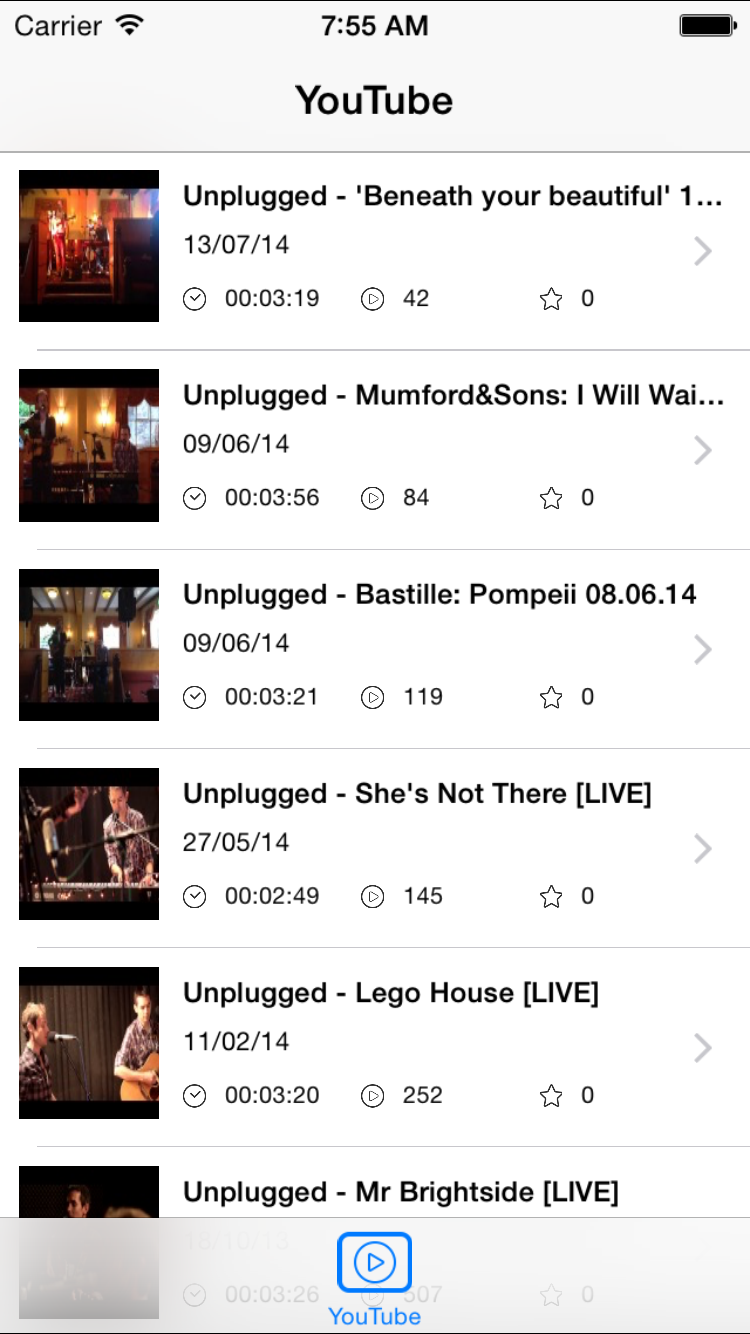 Carrier 7:55 AM
YouTube
Unplugged - 'Beneath your beautiful' 1...
13/07/14
00:03:19 42 0
Unplugged - Mumford&Sons: I Will Wai...
09/06/14
00:03:56 84 0
Unplugged - Bastille: Pompeii 08.06.14
09/06/14
00:03:21 119 0
Unplugged - She's Not There [LIVE]
27/05/14
00:02:49 145 0
Unplugged - Lego House [LIVE]
11/02/14
00:03:20 252 0
Unplugged - Mr Brightside [LIVE]
00:03:26 507 0
YouTube